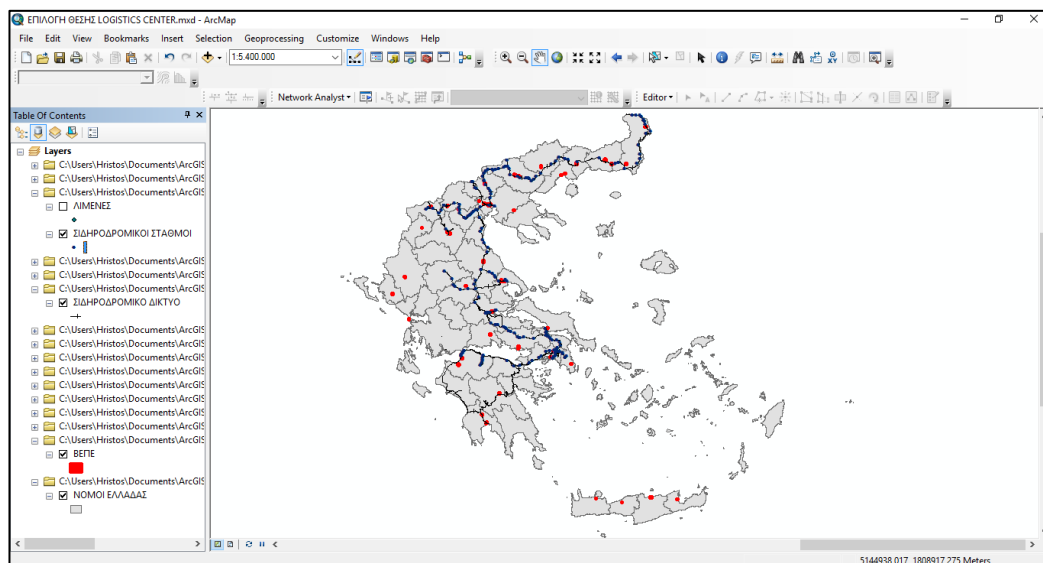 ΕΠΙΛΟΓΗ ΘΕΣΗΣ LOGISTICS CENTER.mxd - ArcMap
File Edit View Bookmarks Insert Selection Geoprocessing Customize Windows Help
1:5.400.000
Network Analyst
Editor
Table Of Contents
Layers
C:\Users\Hristos\Documents\ArcGIS
C:\Users\Hristos\Documents\ArcGIS
C:\Users\Hristos\Documents\ArcGIS
ΛΙΜΕΝΕΣ
ΣΙΔΗΡΟΔΡΟΜΙΚΟΙ ΣΤΑΘΜΟΙ
C:\Users\Hristos\Documents\ArcGIS
C:\Users\Hristos\Documents\ArcGIS
C:\Users\Hristos\Documents\ArcGIS
ΣΙΔΗΡΟΔΡΟΜΙΚΟ ΔΙΚΤΥΟ
C:\Users\Hristos\Documents\ArcGIS
C:\Users\Hristos\Documents\ArcGIS
C:\Users\Hristos\Documents\ArcGIS
C:\Users\Hristos\Documents\ArcGIS
C:\Users\Hristos\Documents\ArcGIS
C:\Users\Hristos\Documents\ArcGIS
C:\Users\Hristos\Documents\ArcGIS
C:\Users\Hristos\Documents\ArcGIS
C:\Users\Hristos\Documents\ArcGIS
ΒΕΠΕ
C:\Users\Hristos\Documents\ArcGIS
ΝΟΜΟΙ ΕΛΛΑΔΑΣ
5144938,017 1808917,275 Meters